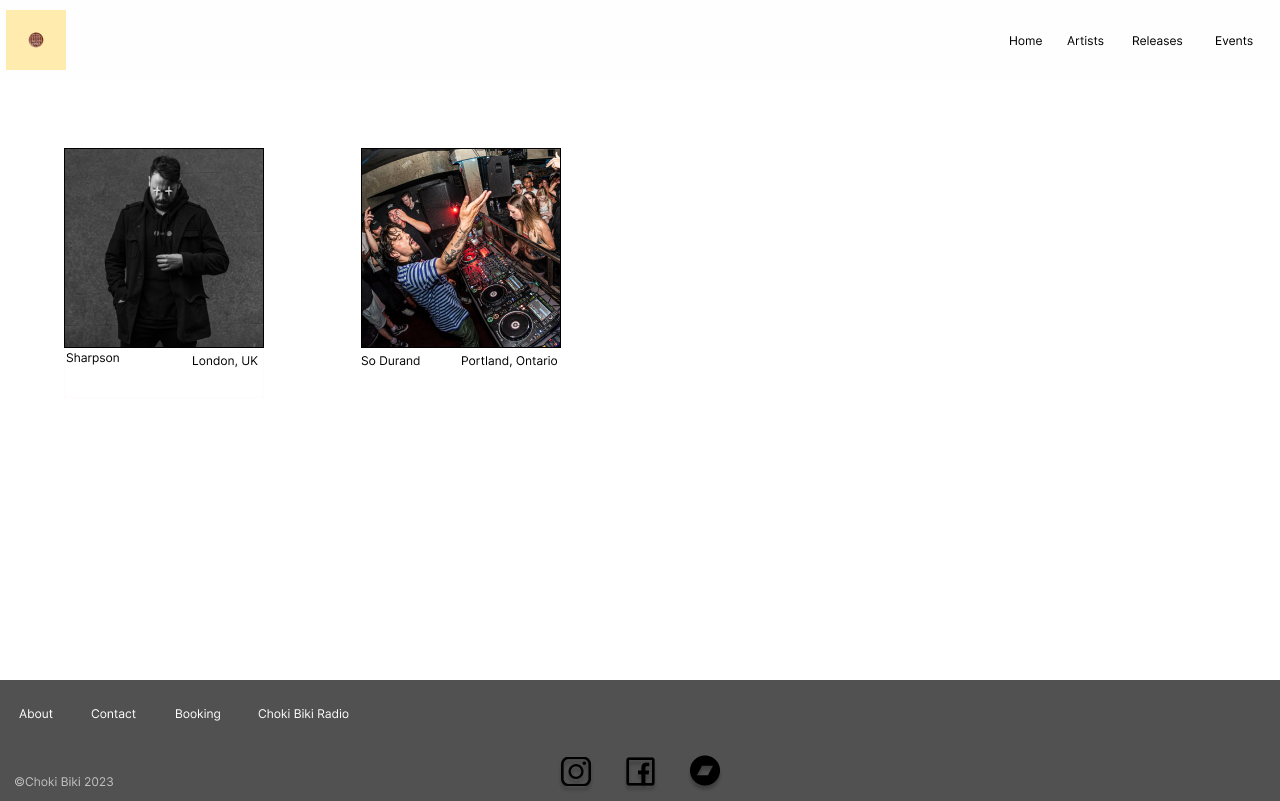 Home Artists Releases Events
Sharpson London, UK
So Durand Portland, Ontario
About Contact Booking Choki Biki Radio
©Choki Biki 2023